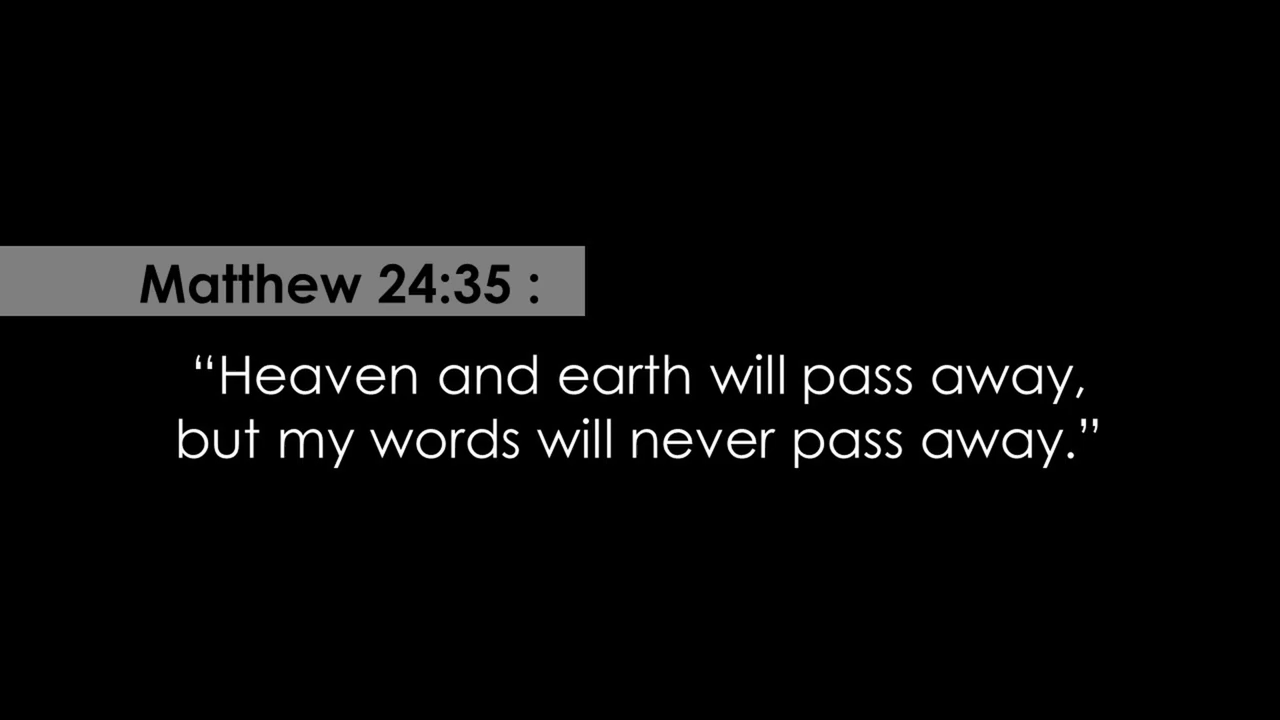 Matthew 24:35 :
“Heaven and earth will pass away,
but my words will never pass away.”